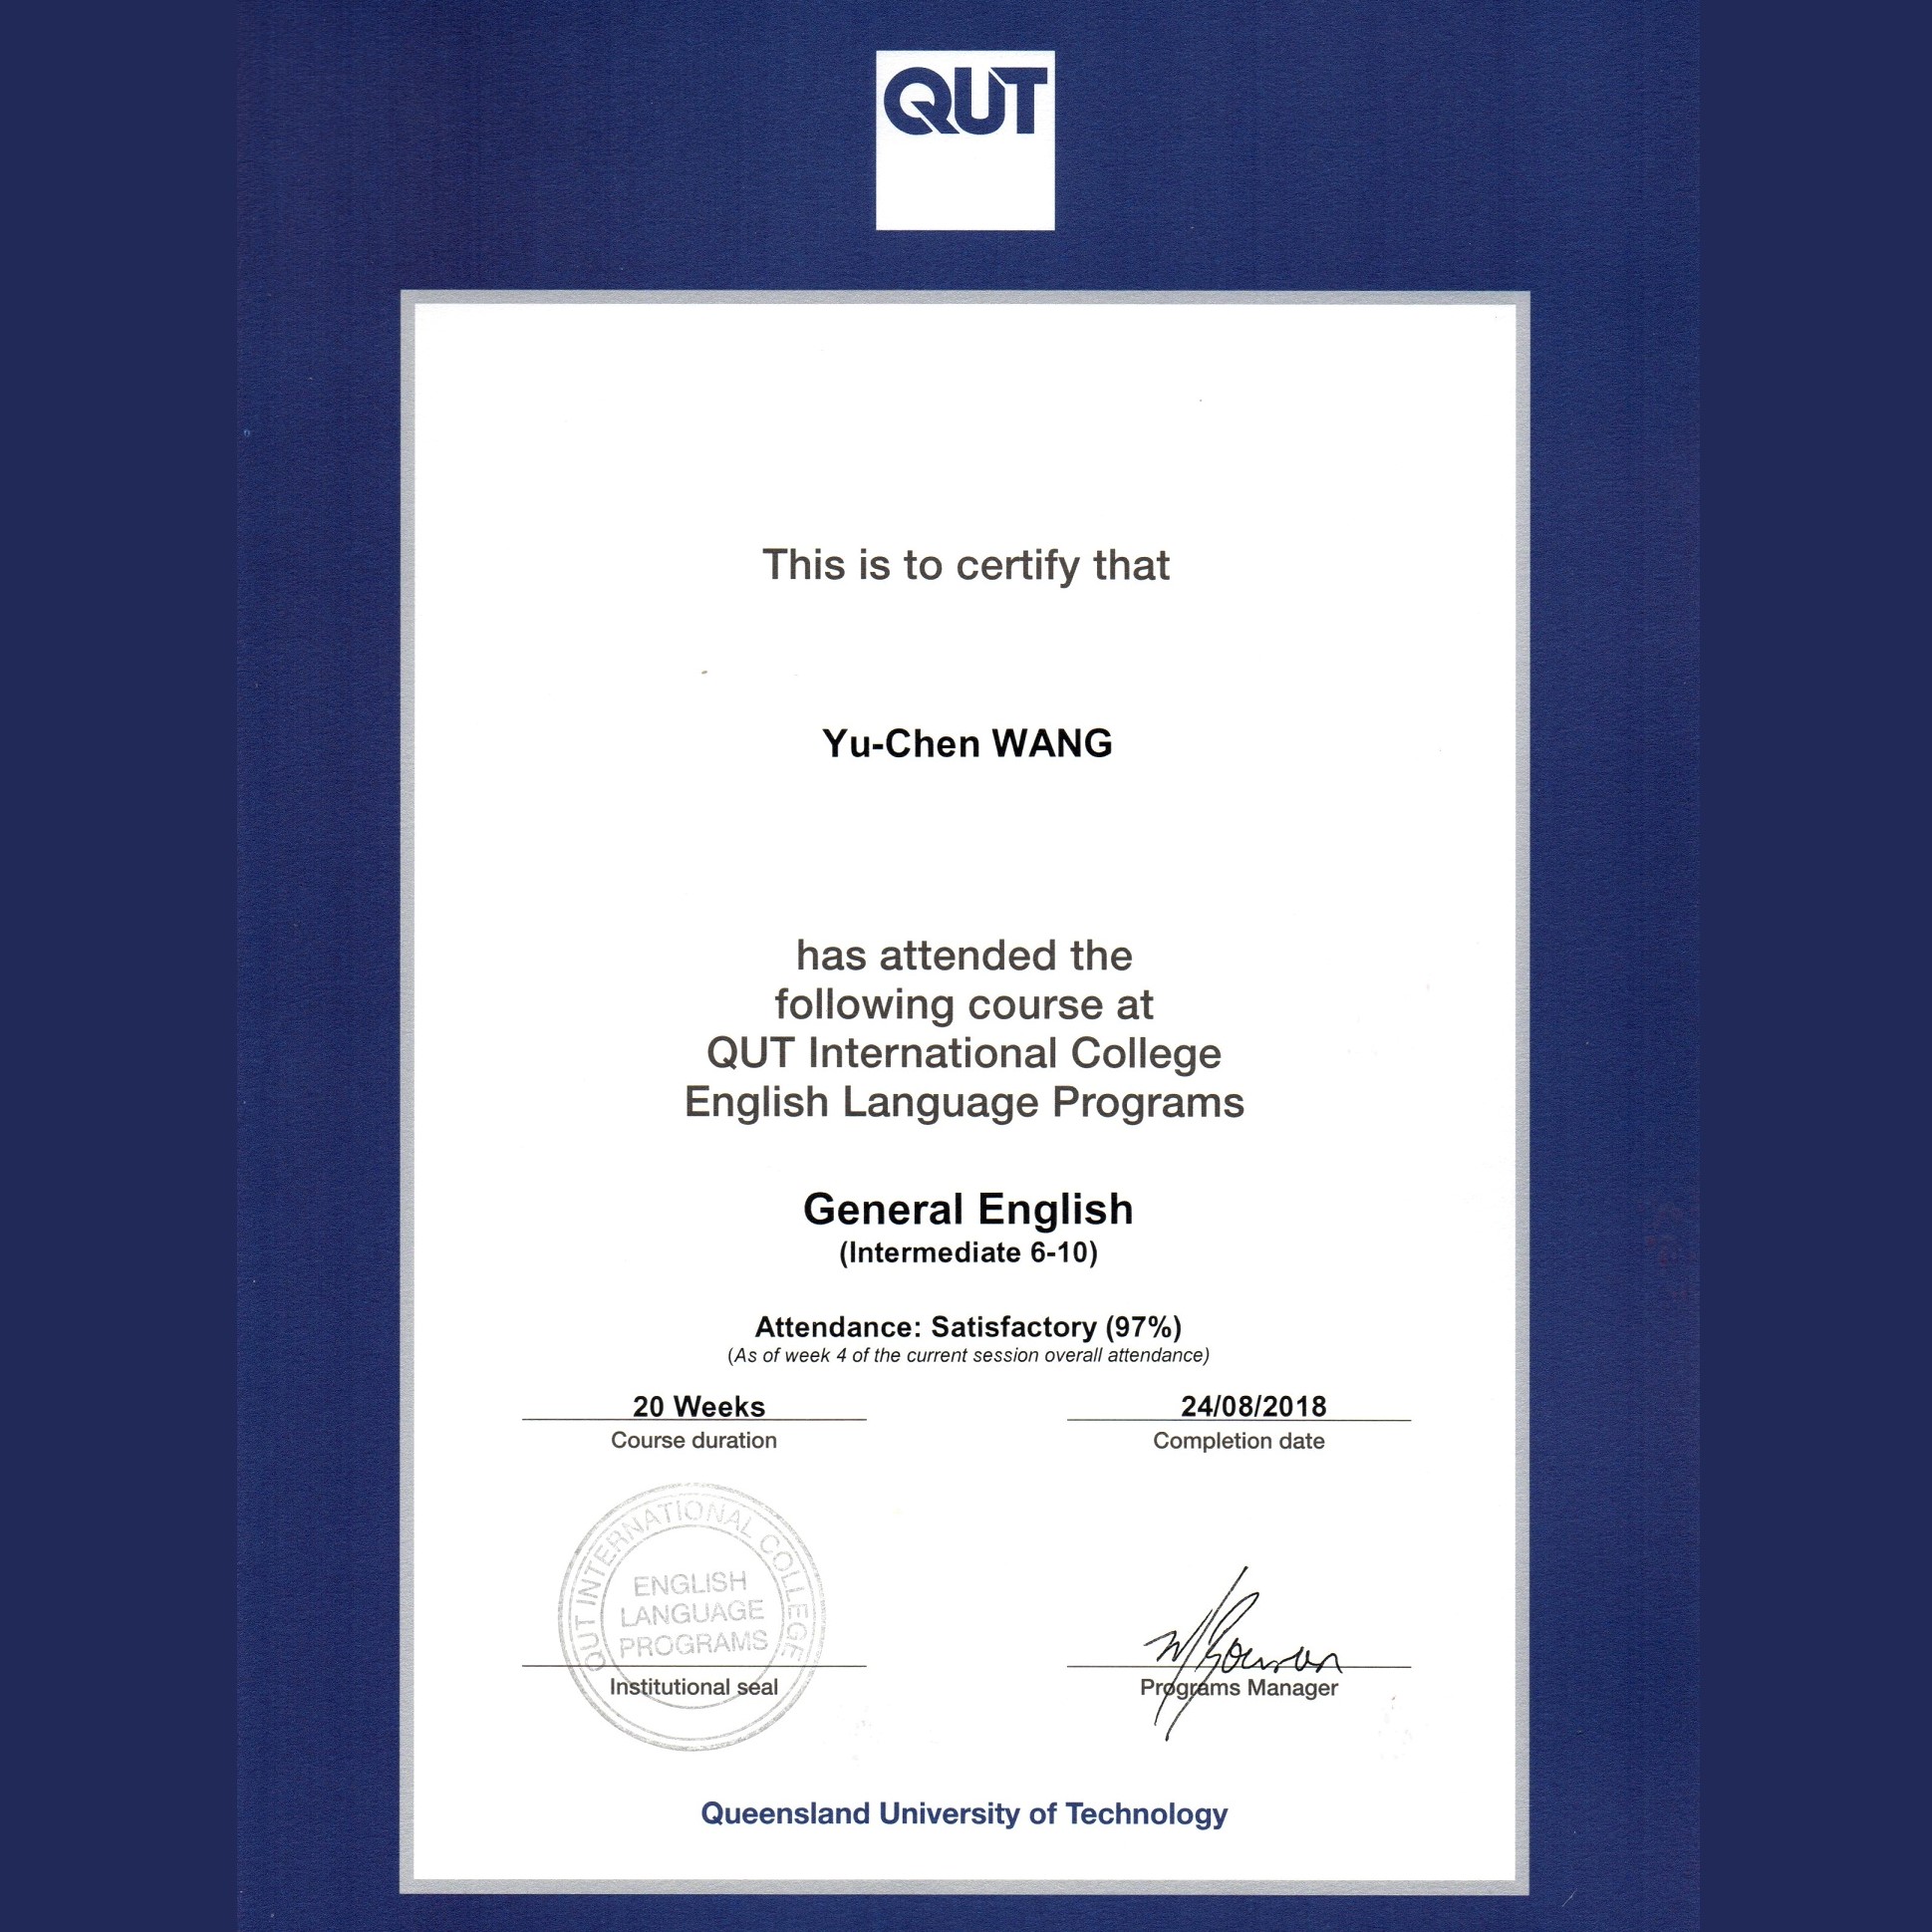 QUT
This is to certify that
Yu-Chen WANG
has attended the
following course at
QUT International College
English Language Programs
General English
(Intermediate 6-10)
Attendance: Satisfactory (97%)
(As of week 4 of the current session overall attendance)
20 Weeks
Course duration
24/08/2018
Completion date
QUT INTERNATIONAL COLLEGE
ENGLISH
LANGUAGE
PROGRAMS
Institutional seal
Programs Manager
Queensland University of Technology